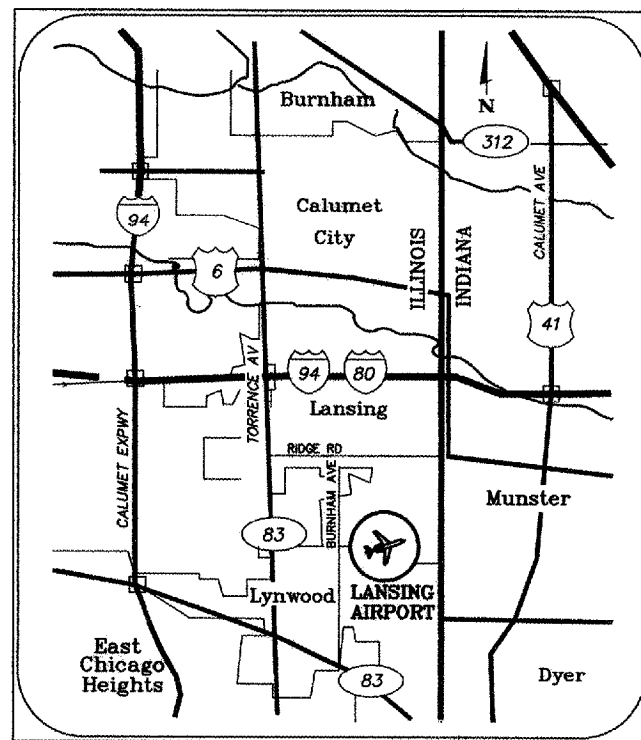 Burnham
N
312
Calumet
City
94
6
ILLINOIS
INDIANA
CALUMET AVE
41
TORRENCE AV
94
80
Lansing
RIDGE RD
CALUMET EXPWY
BURNHAM AVE
Munster
83
Lynwood
LANSING
AIRPORT
East
Chicago
Heights
83
Dyer